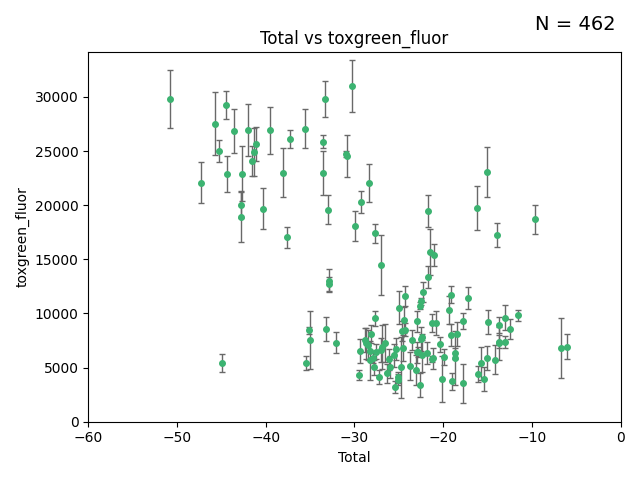 N = 462
Total vs toxgreen_fluor
toxgreen_fluor
30000
25000
20000
15000
10000
5000
0
−60 −50 −40 −30 −20 −10 0
Total